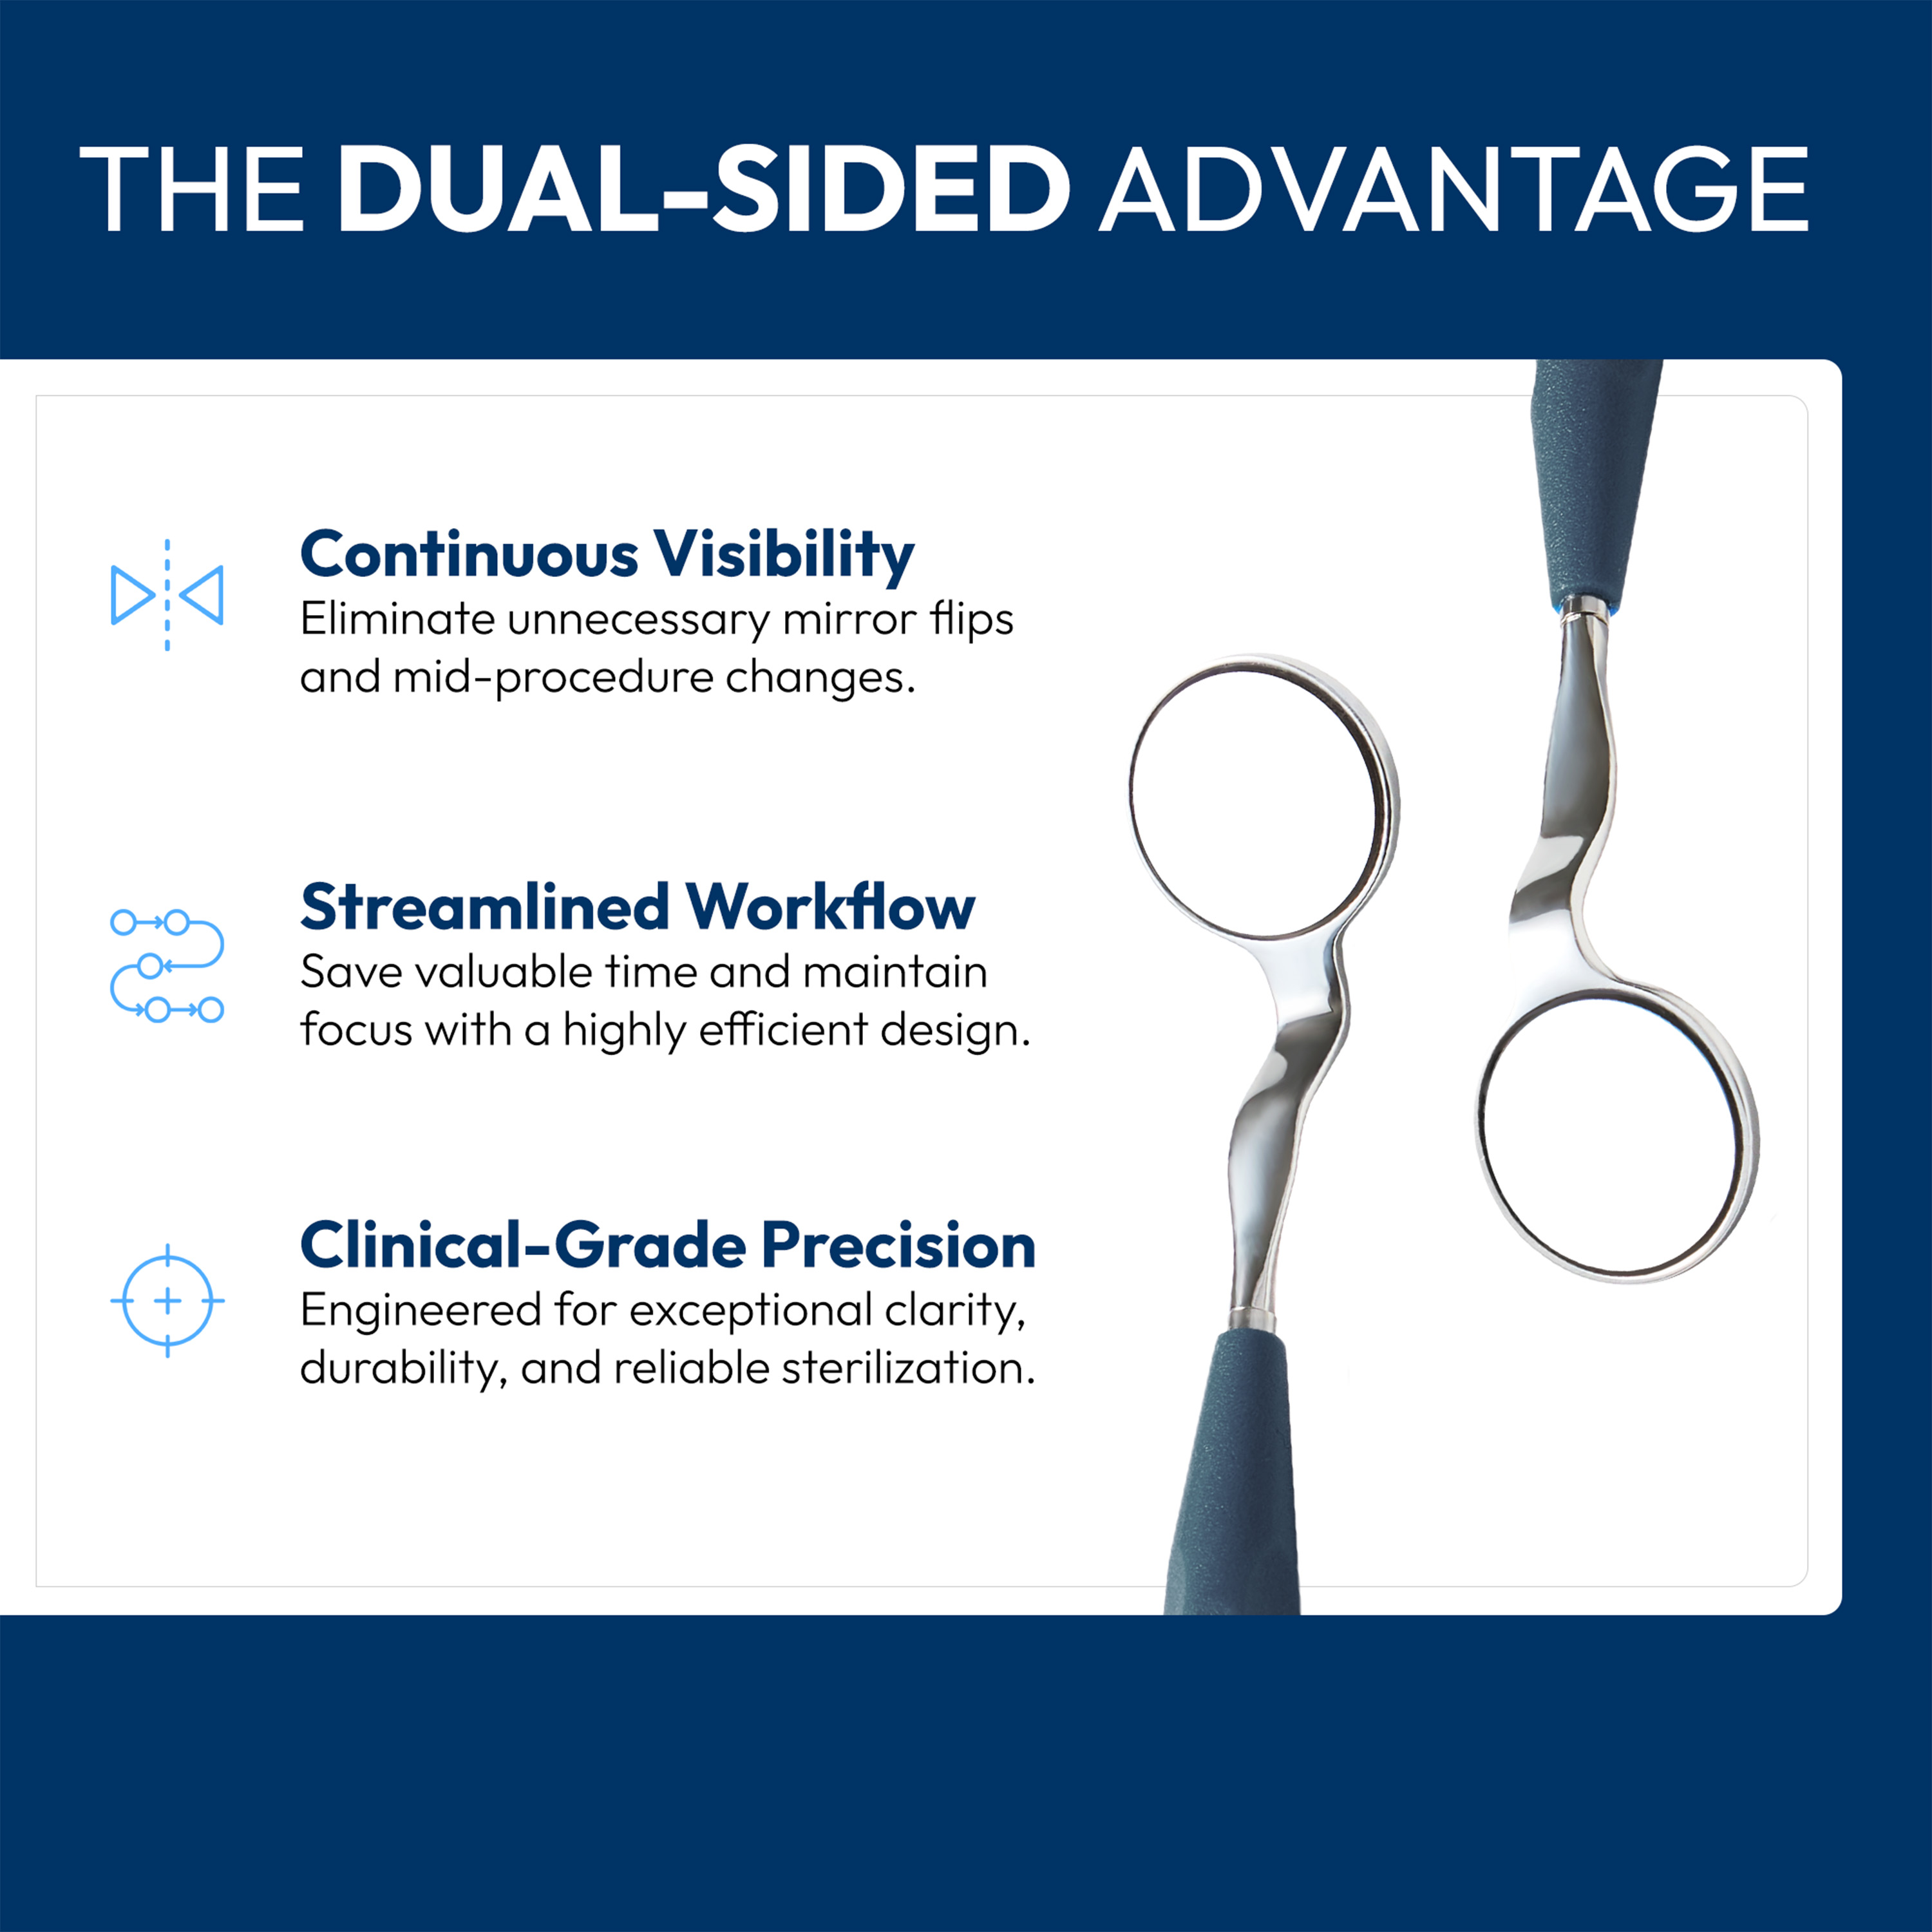 THE DUAL-SIDED ADVANTAGE
Continuous Visibility
Eliminate unnecessary mirror flips
and mid-procedure changes.
Streamlined Workflow
Save valuable time and maintain
focus with a highly efficient design.
Clinical-Grade Precision
Engineered for exceptional clarity,
durability, and reliable sterilization.